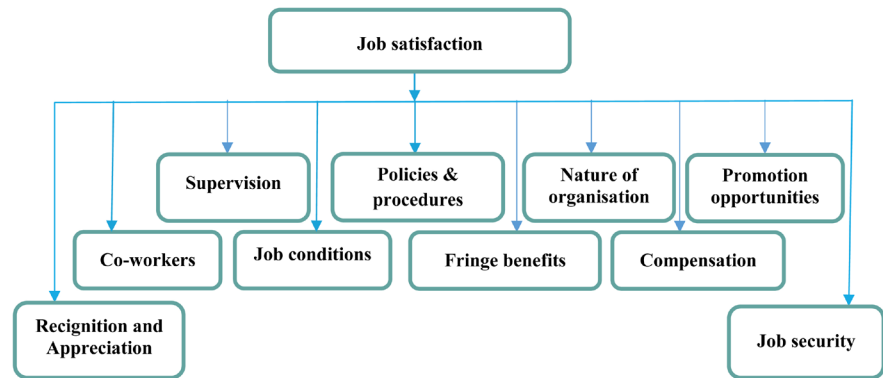 Job satisfaction
Supervision
Policies &
procedures
Nature of
organisation
Promotion
opportunities
Co-workers
Job conditions
Fringe benefits
Compensation
Recignition and
Appreciation
Job security